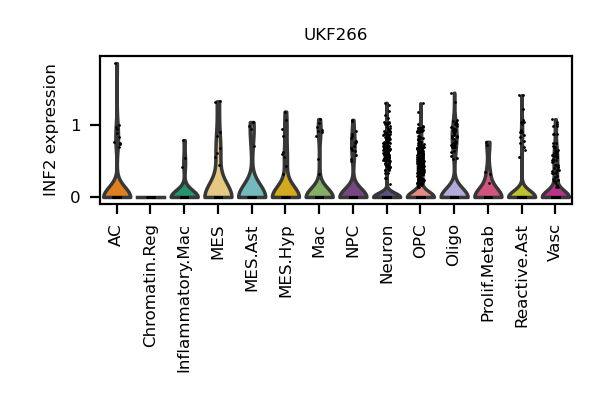 UKF266
INF2 expression
1
0
AC
Chromatin.Reg
Inflammatory.Mac
MES
MES.Ast
MES.Hyp
Mac
NPC
Neuron
OPC
Oligo
Prolif.Metab
Reactive.Ast
Vasc